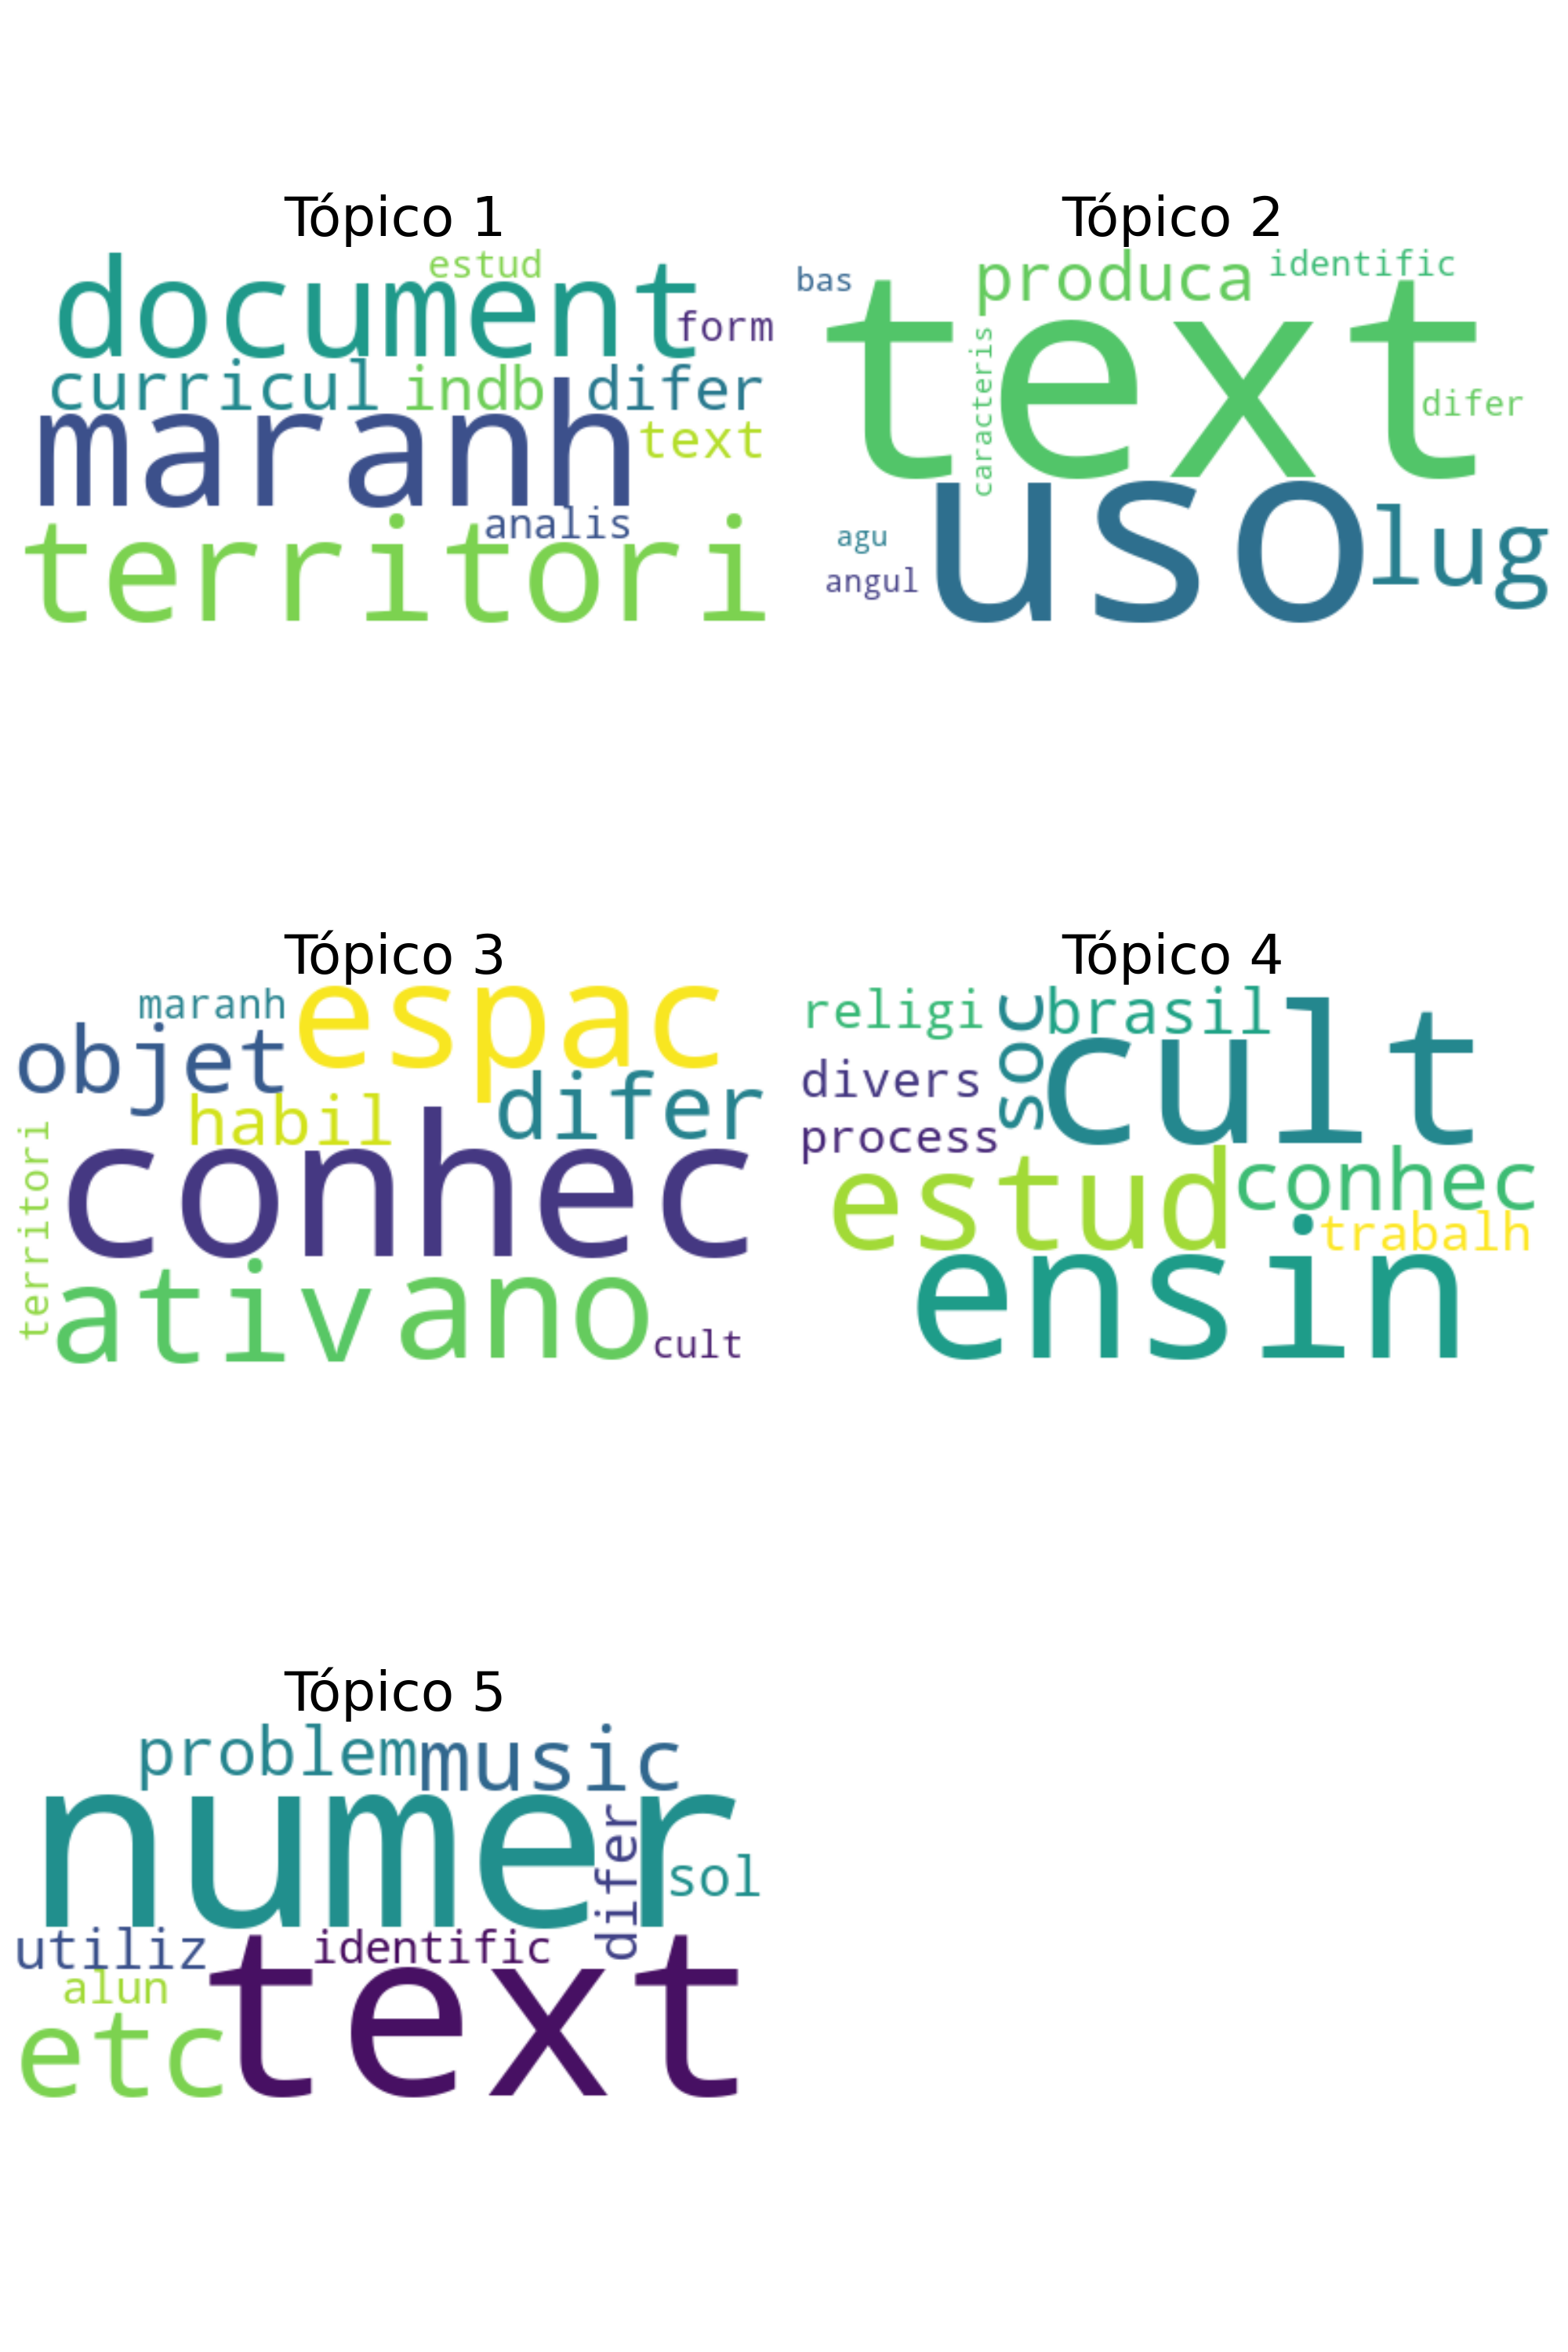 Tópico 1
estud
document
form
curricul indb difer
maranh
text
analis
territori
Tópico 2
bas
produca
identific
text
caracteris
difer
uso
lug
agu
angul
Tópico 3
maranh
espac
objet
difer
habil
territori
conhec
ativ
ano
cult
Tópico 4
religi
soc
brasil
cult
divers
process
estud
conhec
trabalh
ensin
Tópico 5
problem
music
numer
difer
sol
utiliz
identific
alun
text
etc